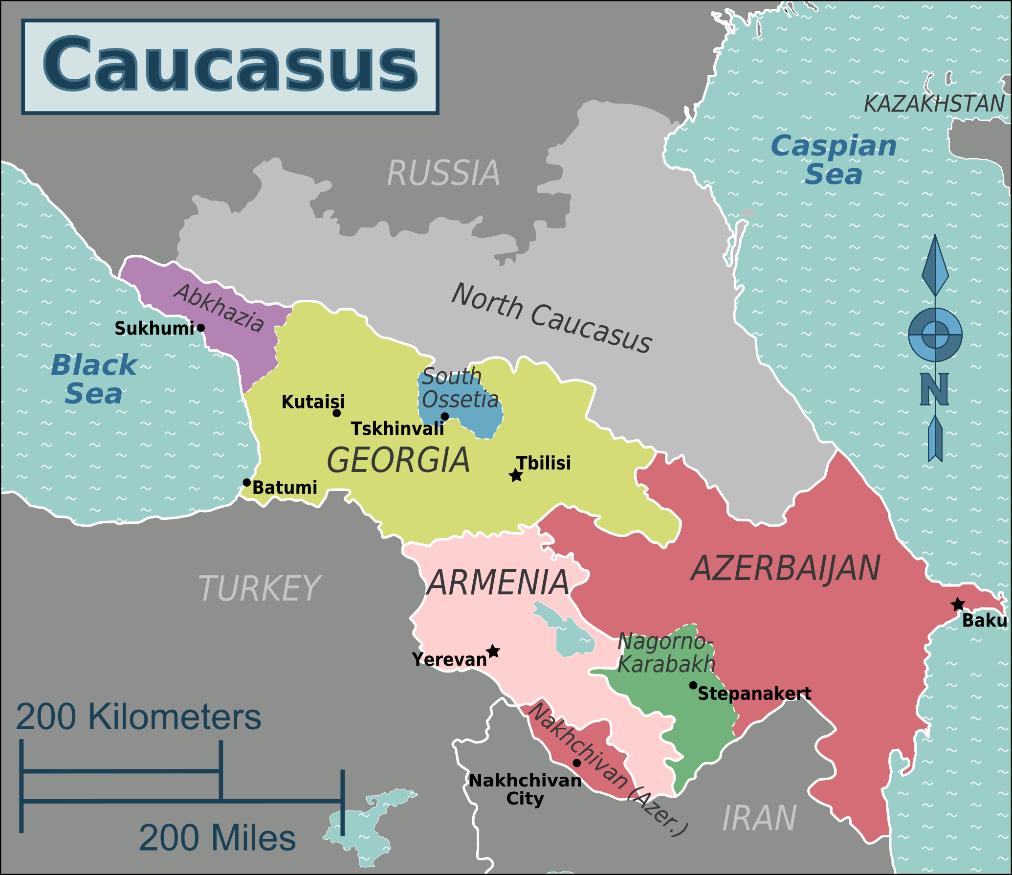 Caucasus
KAZAKHSTAN
RUSSIA
Caspian
Sea
Abkhazia
North Caucasus
Sukhumi
Black
Sea
South
Ossetia
N
Kutaisi
Tskhinvali
GEORGIA
Tbilisi
Batumi
AZERBAIJAN
TURKEY
ARMENIA
Baku
Nagorno-
Karabakh
Yerevan
Stepanakert
Nakhchivan (Azer.)
200 Kilometers
Nakhchivan
City
IRAN
200 Miles